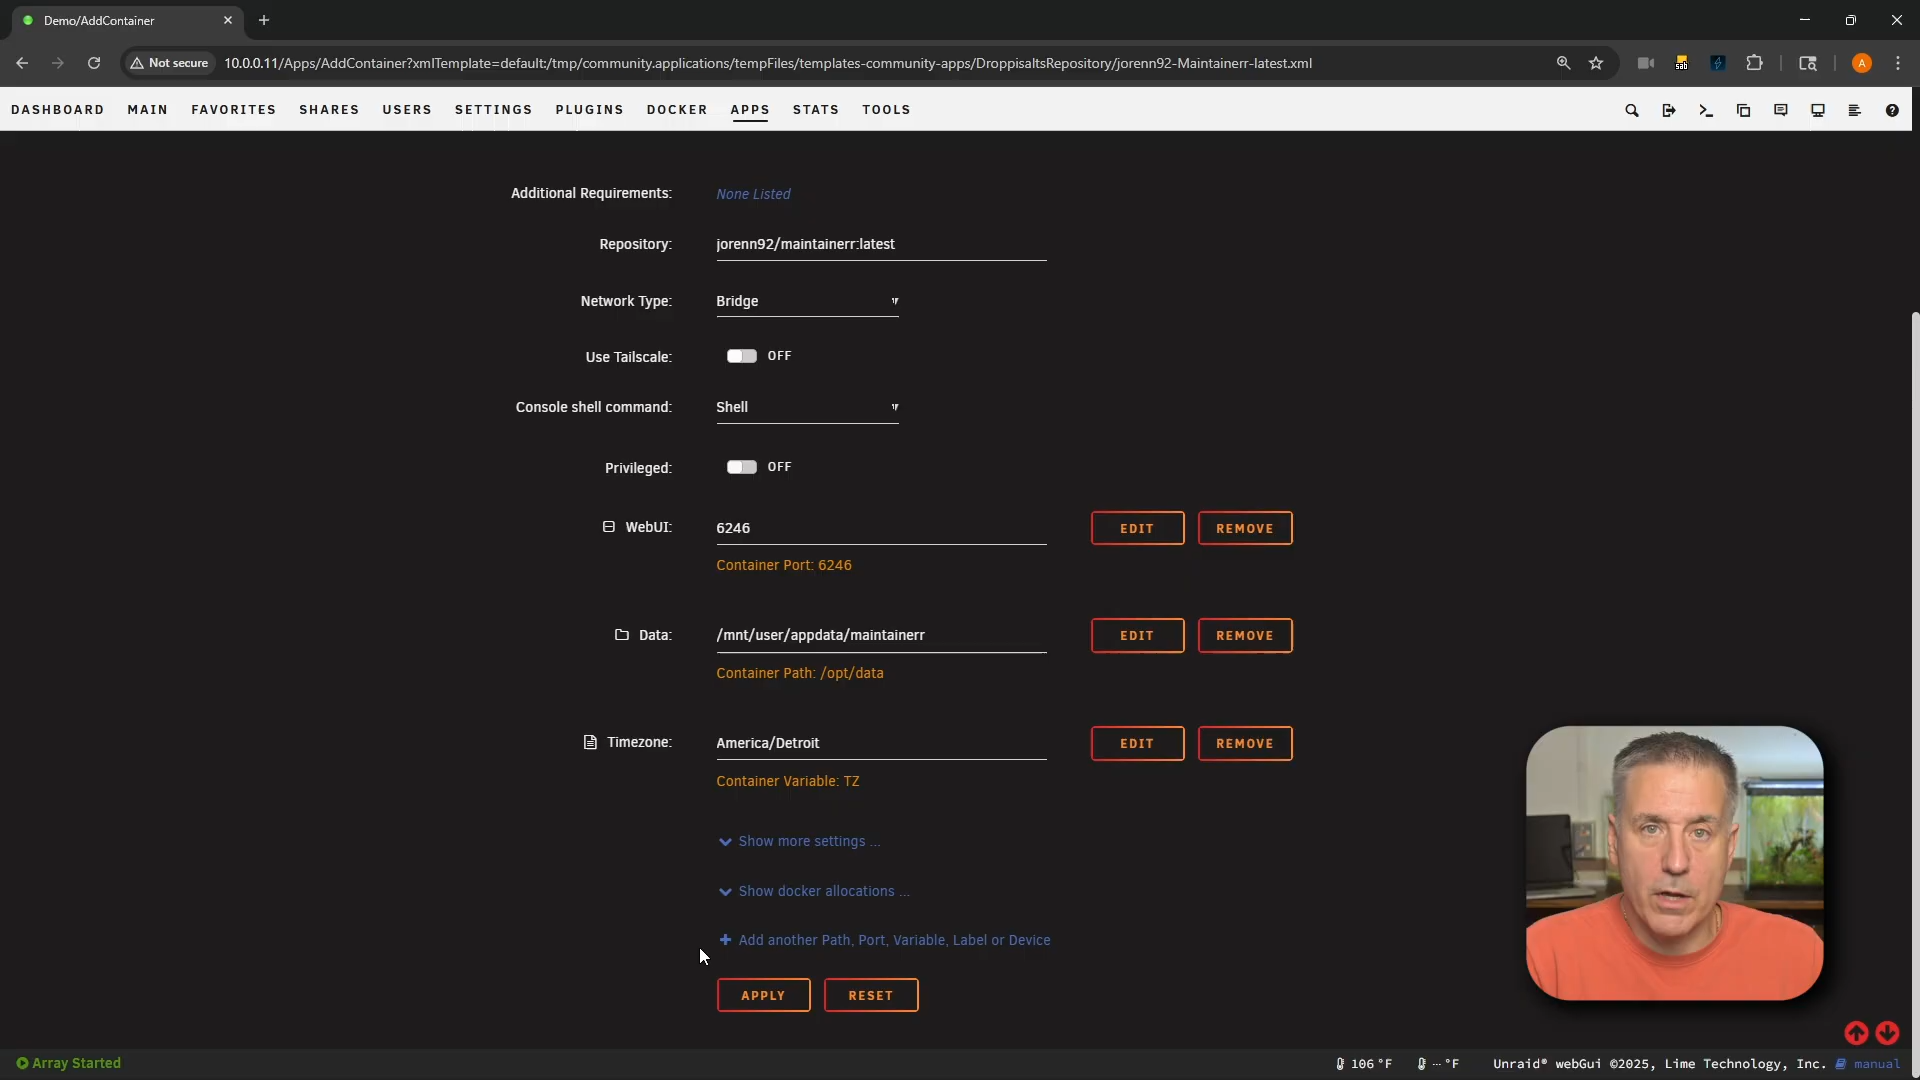 Demo/AddContainer
Not secure
10.0.0.11/Apps/AddContainer?xmlTemplate=default:/tmp/community.applications/tempFiles/templates-community-apps/DroppisaltsRepository/jorenn92-Maintainerr-latest.xml
sab
A
DASHBOARD MAIN FAVORITES SHARES USERS SETTINGS PLUGINS DOCKER APPS STATS TOOLS
Additional Requirements: None Listed
Repository: jorenn92/maintainerr:latest
Network Type: Bridge
Use Tailscale: OFF
Console shell command: Shell
Privileged: OFF
WebUI: 6246 EDIT REMOVE
Container Port: 6246
Data: /mnt/user/appdata/maintainerr EDIT REMOVE
Container Path: /opt/data
Timezone: America/Detroit EDIT REMOVE
Container Variable: TZ
Show more settings ...
Show docker allocations ...
Add another Path, Port, Variable, Label or Device
APPLY RESET
Array Started 106 °F -- °F Unraid® webGui ©2025, Lime Technology, Inc. manual